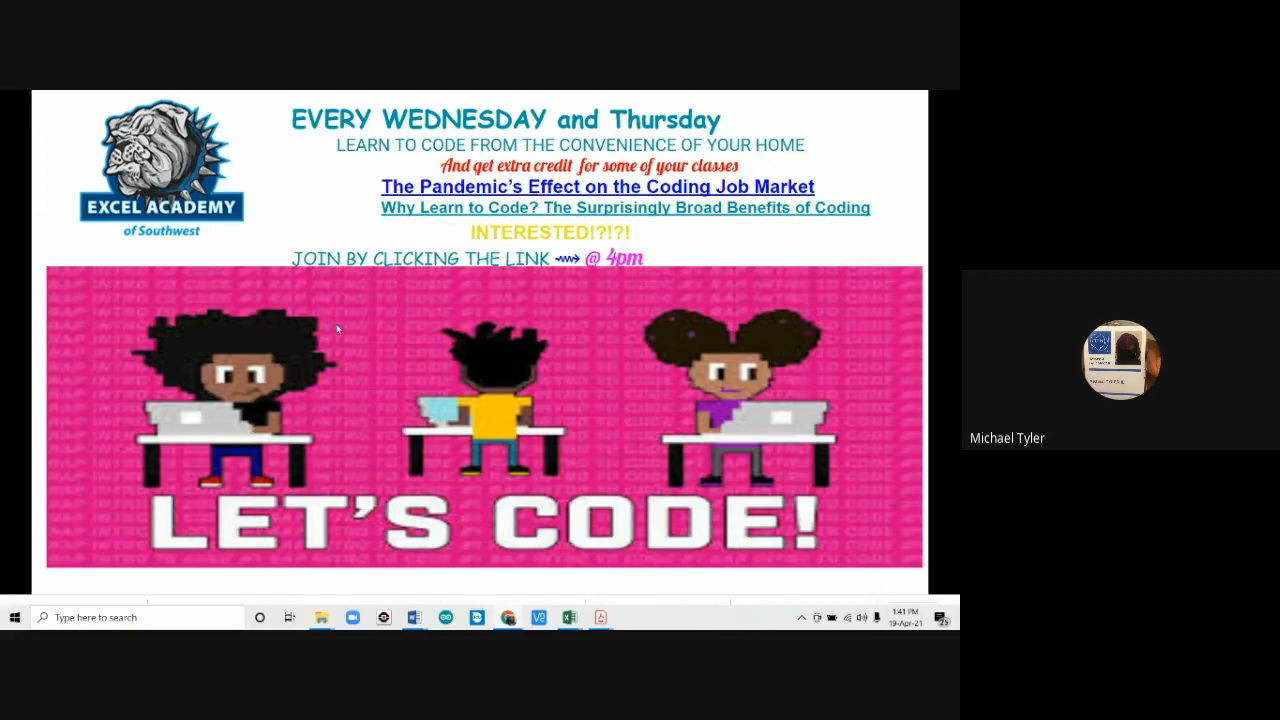 EXCEL ACADEMY
of Southwest
EVERY WEDNESDAY and Thursday
LEARN TO CODE FROM THE CONVENIENCE OF YOUR HOME
And get extra credit for some of your classes
The Pandemic's Effect on the Coding Job Market
Why Learn to Code? The Surprisingly Broad Benefits of Coding
INTERESTED!?!?!
JOIN BY CLICKING THE LINK ⇝ @ 4pm
LET'S CODE!
Michael Tyler
Type here to search
1:41 PM
19-Apr-21
25